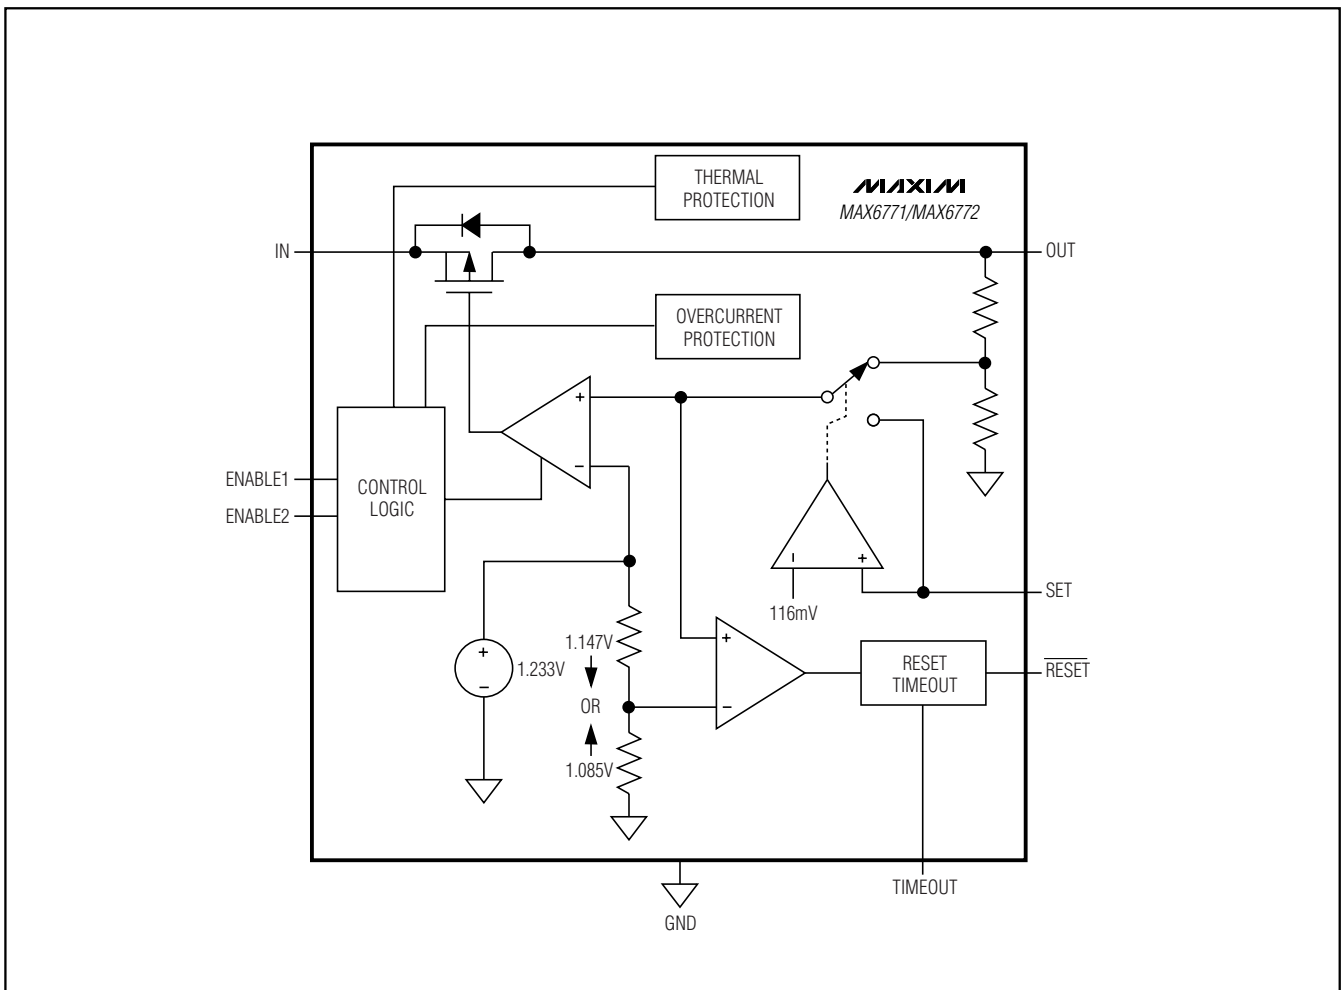 THERMAL
PROTECTION
MAXIM
MAX6771/MAX6772
IN
OUT
OVERCURRENT
PROTECTION
+
−
ENABLE1
ENABLE2
CONTROL
LOGIC
−
+
116mV
SET
+
−
1.233V
1.147V
OR
1.085V
+
−
RESET
TIMEOUT
RESET
TIMEOUT
GND